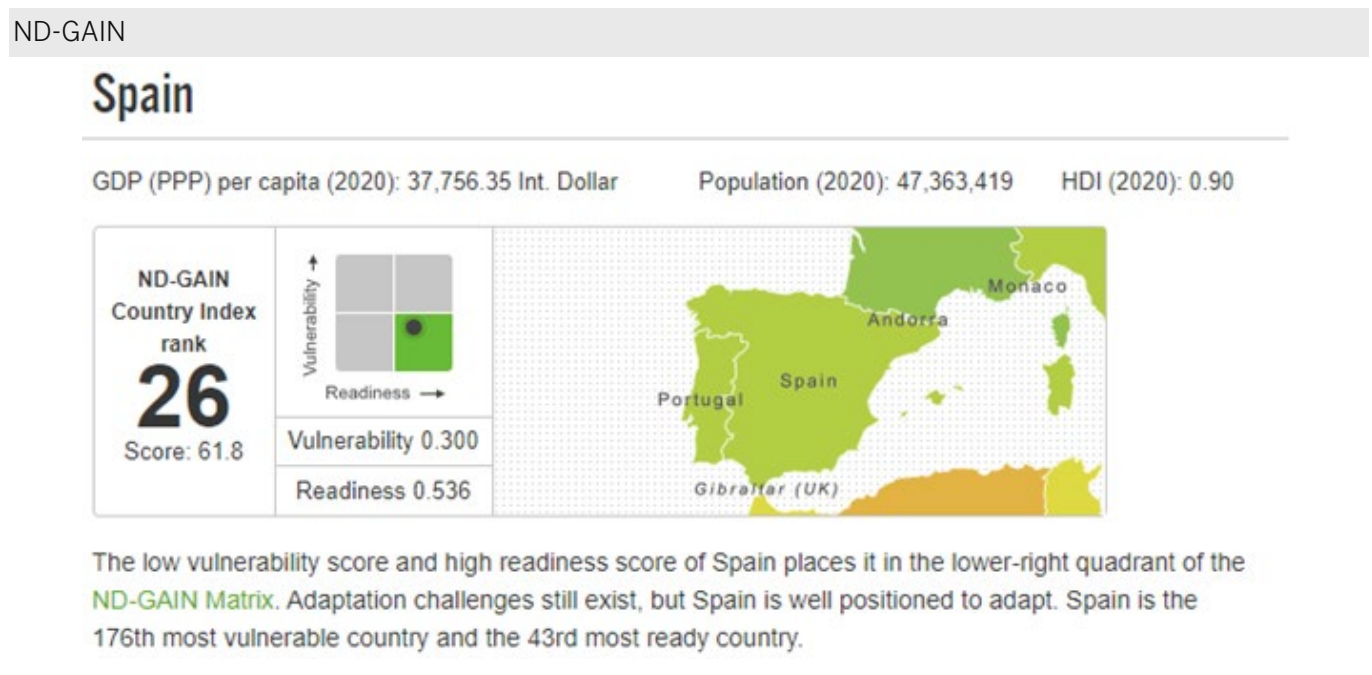 ND-GAIN
Spain
GDP (PPP) per capita (2020): 37,756.35 Int. Dollar Population (2020): 47,363,419 HDI (2020): 0.90
ND-GAIN
Country Index
rank
26
Score: 61.8
Vulnerability
Readiness
Vulnerability 0.300
Readiness 0.536
Monaco
Andorra
Spain
Portugal
Gibraltar (UK)
The low vulnerability score and high readiness score of Spain places it in the lower-right quadrant of the
ND-GAIN Matrix. Adaptation challenges still exist, but Spain is well positioned to adapt. Spain is the
176th most vulnerable country and the 43rd most ready country.